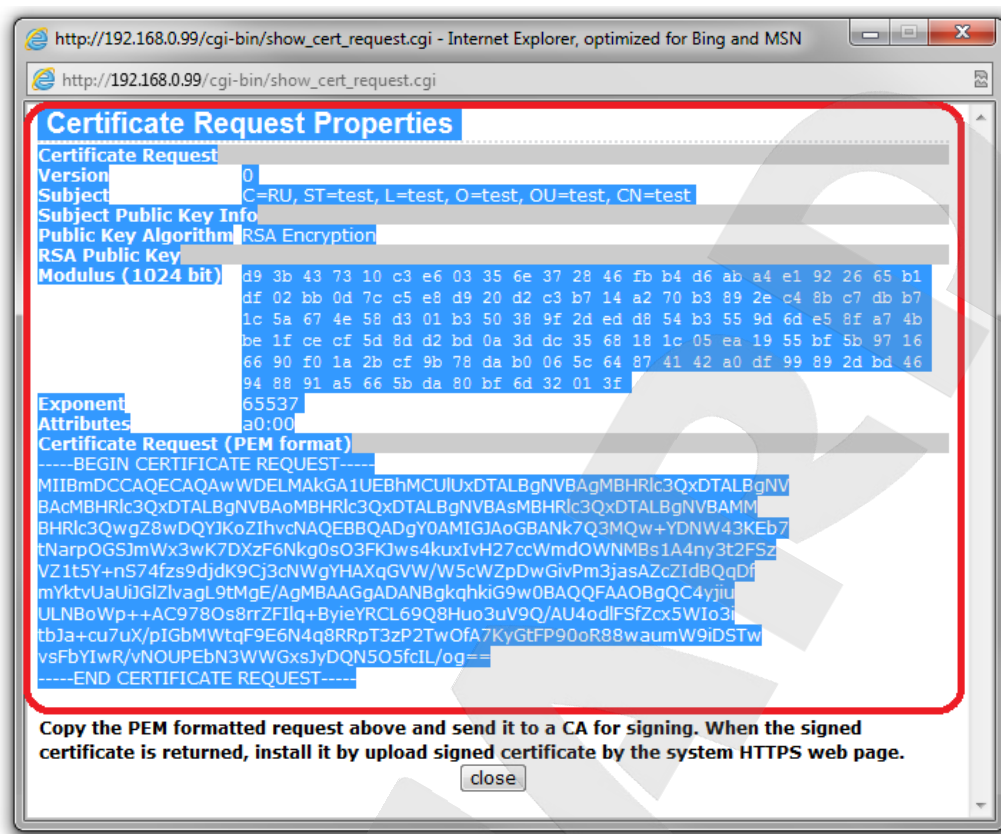 http://192.168.0.99/cgi-bin/show_cert_request.cgi - Internet Explorer, optimized for Bing and MSN
http://192.168.0.99/cgi-bin/show_cert_request.cgi
Certificate Request Properties
Certificate Request
Version 0
Subject C=RU, ST=test, L=test, O=test, OU=test, CN=test
Subject Public Key Info
Public Key Algorithm RSA Encryption
RSA Public Key
Modulus (1024 bit) d9 3b 43 73 10 c3 e6 03 35 6e 37 28 46 fb b4 d6 ab a4 e1 92 26 65 b1
df 02 bb 0d 7c c5 e8 d9 20 d2 c3 b7 14 a2 70 b3 89 2e c4 8b c7 db b7
1c 5a 67 4e 58 d3 01 b3 50 38 9f 2d ed d8 54 b3 55 9d 6d e5 8f a7 4b
be 1f ce cf 5d 8d d2 bd 0a 3d dc 35 68 18 1c 05 ea 19 55 bf 5b 97 16
66 90 f0 1a 2b cf 9b 78 da b0 06 5c 64 87 41 42 a0 df 99 89 2d bd 46
94 88 91 a5 66 5b da 80 bf 6d 32 01 3f
Exponent 65537
Attributes a0:00
Certificate Request (PEM format)
-----BEGIN CERTIFICATE REQUEST-----
MIIBmDCCAQECAQAwWDELMAkGA1UEBhMCUlUxDTALBgNVBAgMBHRlc3QxDTALBgNV
BAcMBHRlc3QxDTALBgNVBAoMBHRlc3QxDTALBgNVBAsMBHRlc3QxDTALBgNVBAMM
BHRlc3QwgZ8wDQYJKoZIhvcNAQEBBQADgY0AMIGJAoGBANk7Q3MQw+YDNW43KEb7
tNarpOGSJmWx3wK7DXzF6Nkg0sO3FKJws4kuxIvH27ccWmdOWNMBs1A4ny3t2FSz
VZ1t5Y+nS74fzs9djdK9Cj3cNWgYHAXqGVW/W5cWZpDwGivPm3jasAZcZIdBQqDf
mYktvUaUiJGlZlvagL9tMgE/AgMBAAGgADANBgkqhkiG9w0BAQQFAAOBgQC4yjiu
ULNBoWp++AC978Os8rrZFIlq+ByieYRCL69Q8Huo3uV9Q/AU4odlFSfZcx5WIo3i
tbJa+cu7uX/pIGbMWtqF9E6N4q8RRpT3zP2TwOfA7KyGtFP90oR88waumW9iDSTw
vsFbYIwR/vNOUPEbN3WWGxsJyDQN5O5fcIL/og==
-----END CERTIFICATE REQUEST-----
Copy the PEM formatted request above and send it to a CA for signing. When the signed
certificate is returned, install it by upload signed certificate by the system HTTPS web page.
close